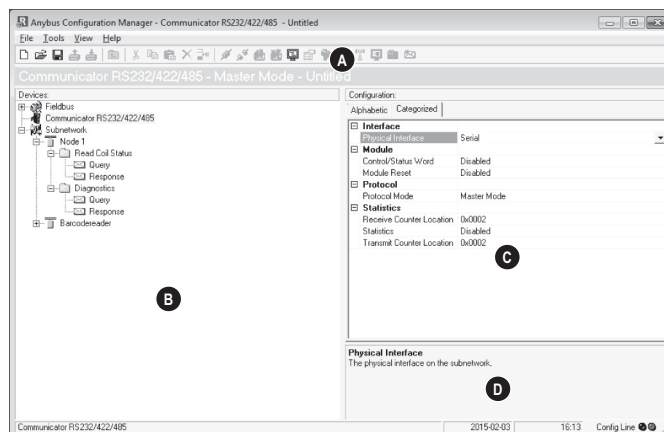 Anybus Configuration Manager - Communicator RS232/422/485 - Untitled
File Tools View Help
A
Communicator RS232/422/485 - Master Mode - Untitled
Devices:
Fieldbus
Communicator RS232/422/485
Subnetwork
Node 1
Read Coil Status
Query
Response
Diagnostics
Query
Response
Barcodereader
B
Configuration:
Alphabetic Categorized
Interface
Physical Interface Serial
Module
Control/Status Word Disabled
Module Reset Disabled
Protocol
Protocol Mode Master Mode
Statistics
Receive Counter Location 0x0002
Statistics Disabled
Transmit Counter Location 0x0002
C
Physical Interface
The physical interface on the subnetwork.
D
Communicator RS232/422/485 2015-02-03 16:13 Config Line